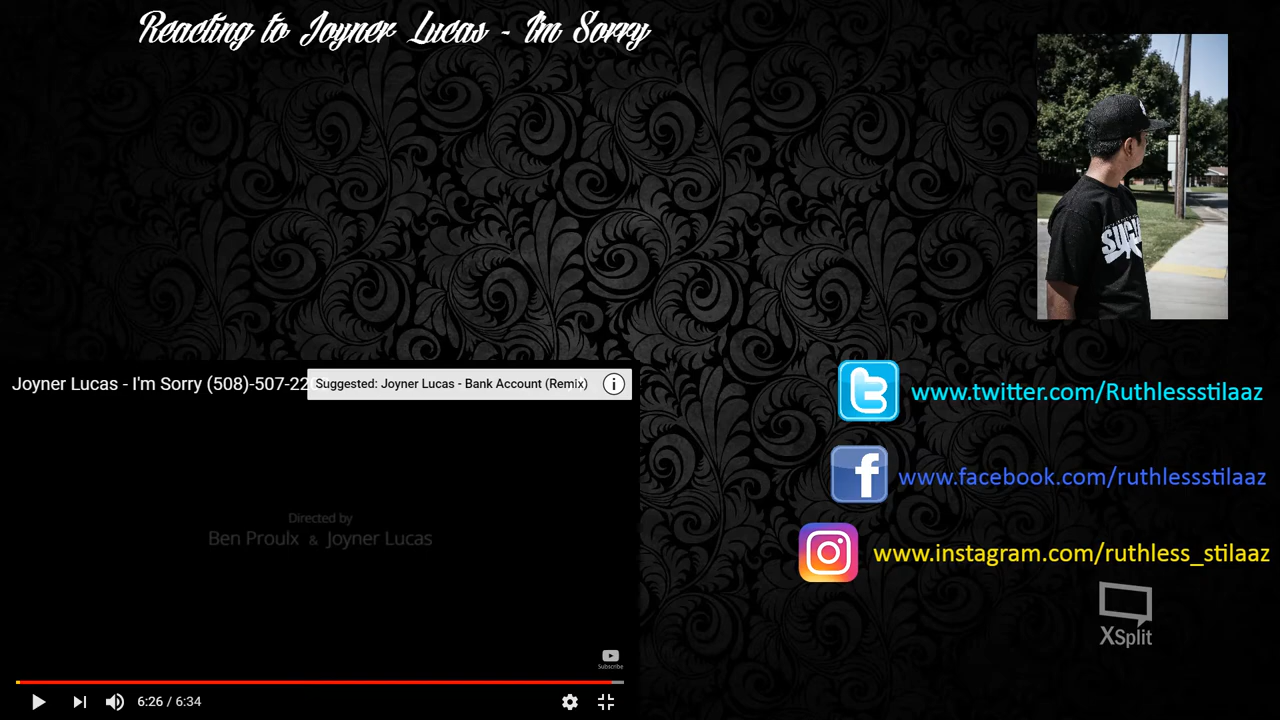 Reacting to Joyner Lucas - I'm Sorry
Joyner Lucas - I'm Sorry (508)-507-22
Suggested: Joyner Lucas - Bank Account (Remix)
www.twitter.com/Ruthlessstilaaz
www.facebook.com/ruthlessstilaaz
www.instagram.com/ruthless_stilaaz
Directed by
Ben Proulx & Joyner Lucas
XSplit
Subscribe
6:26 / 6:34